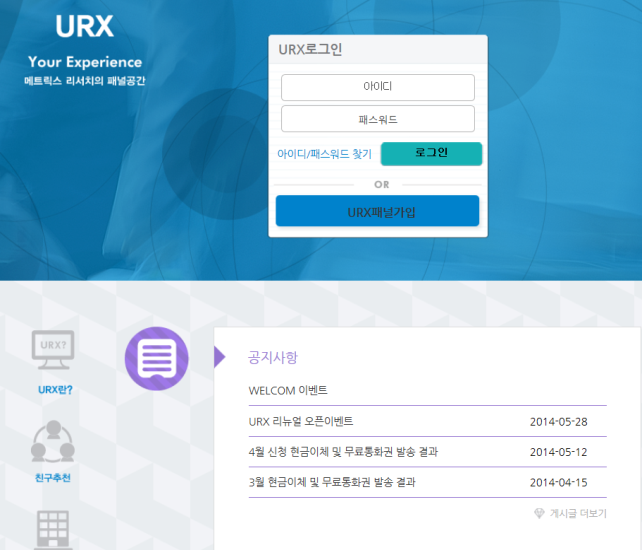 URX
Your Experience
메트릭스 리서치의 패널공간
URX로그인
아이디
패스워드
아이디/패스워드 찾기
로그인
OR
URX패널가입
URX?
URX란?
친구추천
공지사항
WELCOM 이벤트
URX 리뉴얼 오픈이벤트 2014-05-28
4월 신청 현금이체 및 무료통화권 발송 결과 2014-05-12
3월 현금이체 및 무료통화권 발송 결과 2014-04-15
게시글 더보기